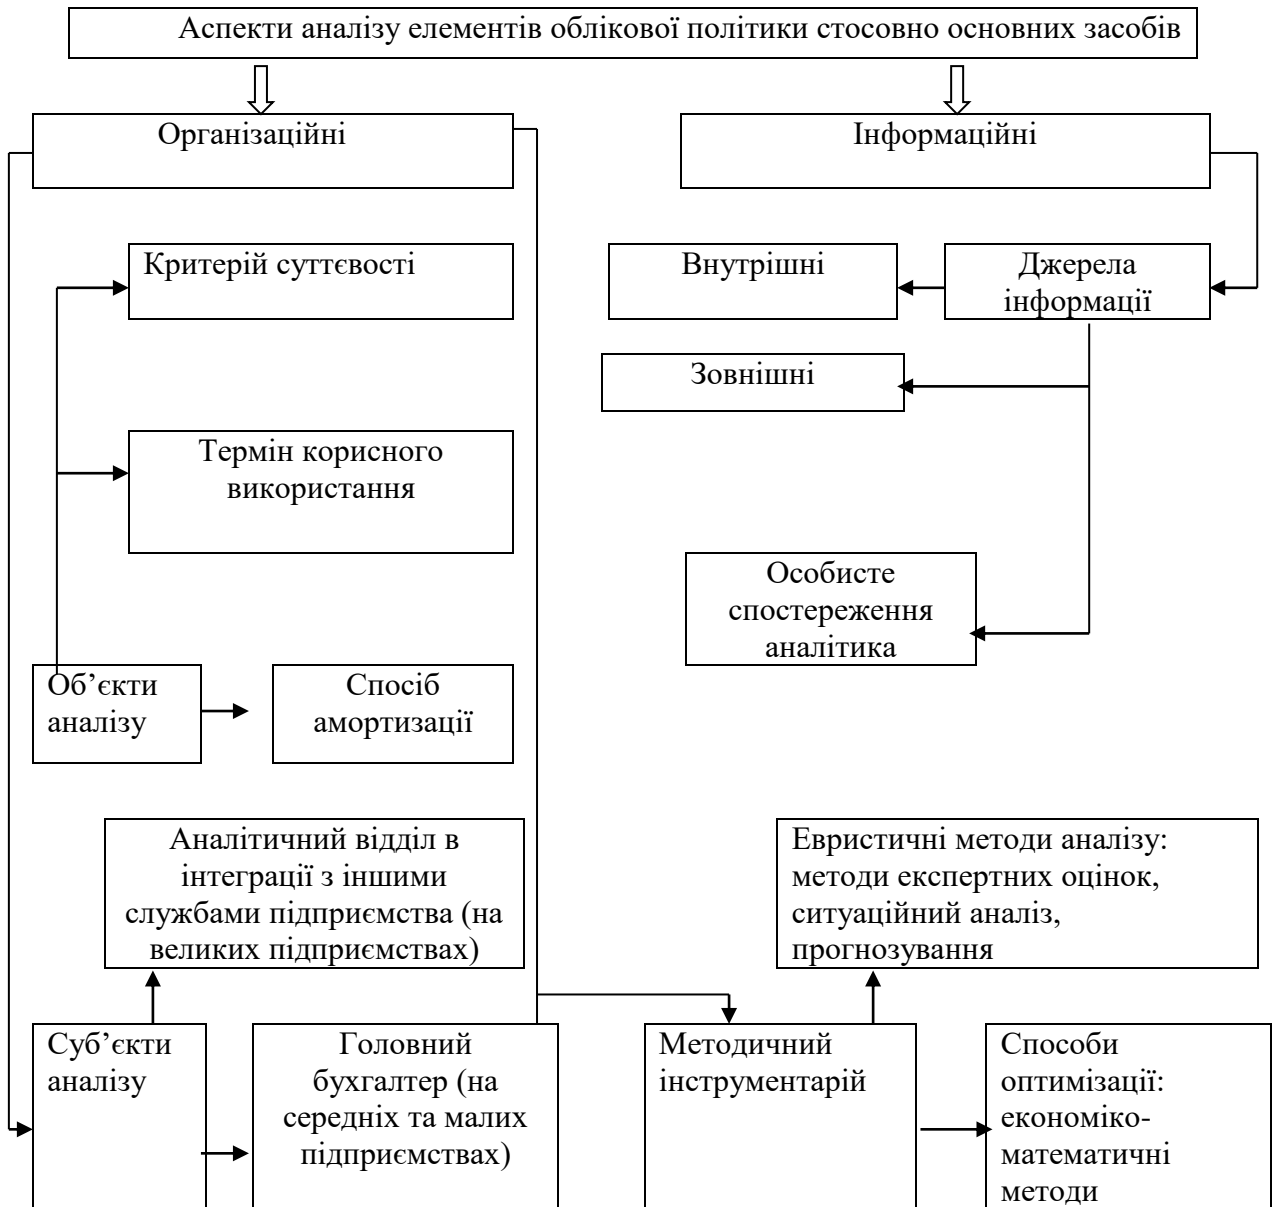 Аспекти аналізу елементів облікової політики стосовно основних засобів
Організаційні
Інформаційні
Критерій суттєвості
Внутрішні
Джерела
інформації
Зовнішні
Термін корисного
використання
Особисте
спостереження
аналітика
Об’єкти
аналізу
Спосіб
амортизації
Аналітичний відділ в
інтеграції з іншими
службами підприємства (на
великих підприємствах)
Евристичні методи аналізу:
методи експертних оцінок,
ситуаційний аналіз,
прогнозування
Суб’єкти
аналізу
Головний
бухгалтер (на
середніх та малих
підприємствах)
Методичний
інструментарій
Способи
оптимізації:
економіко-
математичні
методи